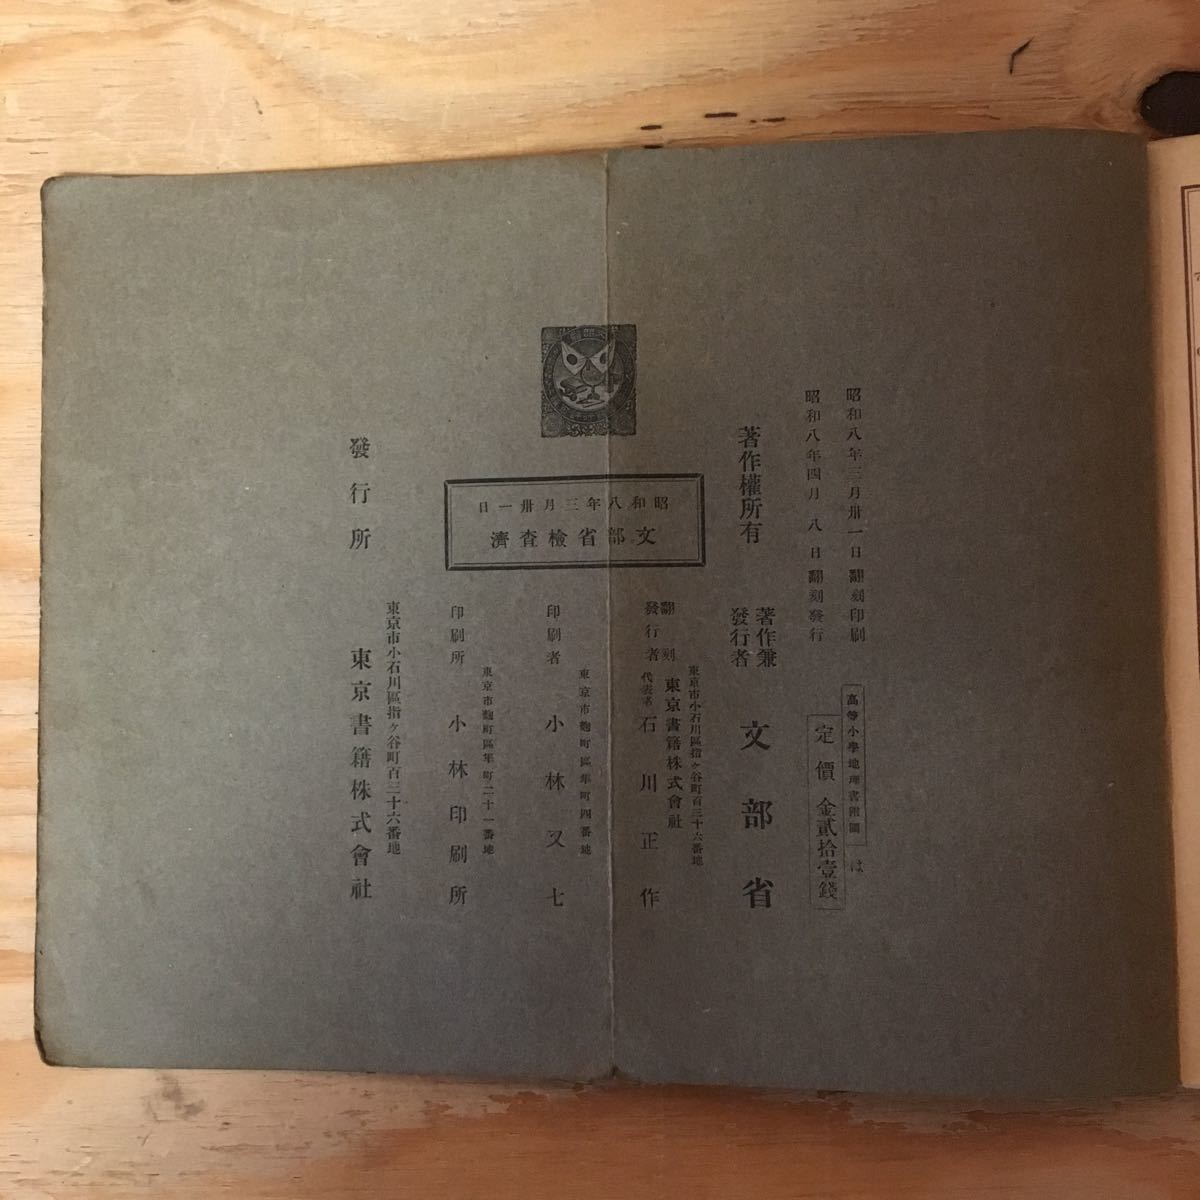 昭和八年三月卅一日 翻刻印刷
昭和八年四月八日 翻刻發行
高等小學地理書附圖は
定價 金貳拾壹錢
著作權所有
著作兼
發行者
文部省
東京市小石川區指ヶ谷町百三十六番地
翻刻
發行者
東京書籍株式會社
代表者 石川正作
昭和八年三月卅一日
文部省檢査濟
東京市麴町區隼町四番地
印刷者 小林又七
東京市麴町區隼町二十一番地
印刷所 小林印刷所
東京市小石川區指ヶ谷町百三十六番地
發行所 東京書籍株式會社